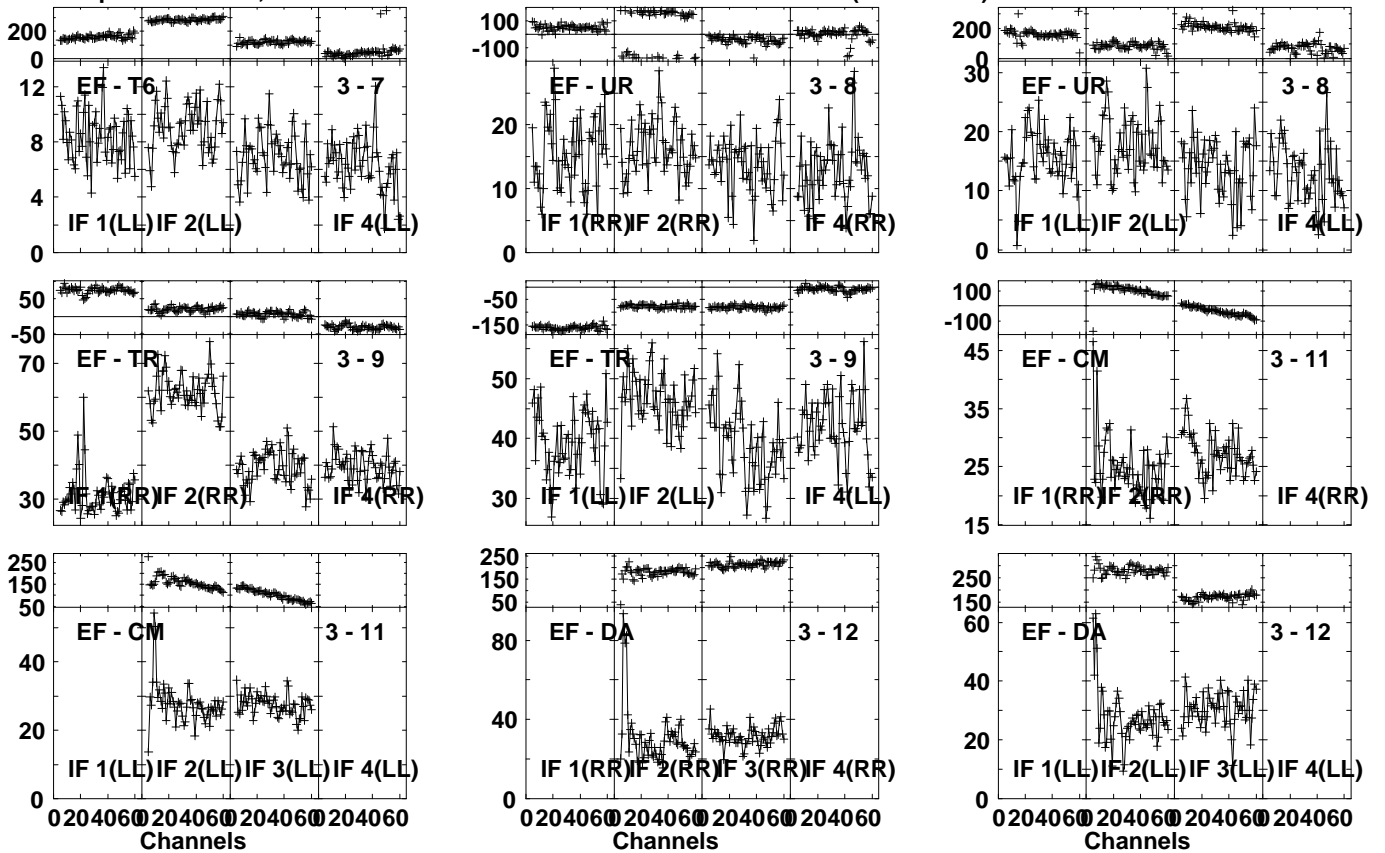 200
0
EF - T6
3 - 7
12
8
4
0
IF 1(LL) IF 2(LL) IF 4(LL)
100
-100
EF - UR
3 - 8
30
20
10
0
IF 1(RR) IF 2(RR) IF 4(RR)
200
0
EF - UR
3 - 8
30
20
10
0
IF 1(LL) IF 2(LL) IF 4(LL)
50
-50
EF - TR
3 - 9
70
50
30
IF 1(RR) IF 2(RR) IF 4(RR)
-50
-150
EF - TR
3 - 9
50
40
30
IF 1(LL) IF 2(LL) IF 4(LL)
100
-100
EF - CM
3 - 11
45
35
25
15
IF 1(RR) IF 2(RR) IF 4(RR)
250
150
50
EF - CM
3 - 11
40
20
0
IF 1(LL) IF 2(LL) IF 3(LL) IF 4(LL)
0 20 40 60 0 20 40 60 0 20 40 60 0 20 40 60
Channels
250
150
50
EF - DA
3 - 12
80
40
0
IF 1(RR) IF 2(RR) IF 3(RR) IF 4(RR)
0 20 40 60 0 20 40 60 0 20 40 60 0 20 40 60
Channels
250
150
EF - DA
3 - 12
60
40
20
0
IF 1(LL) IF 2(LL) IF 3(LL) IF 4(LL)
0 20 40 60 0 20 40 60 0 20 40 60 0 20 40 60
Channels